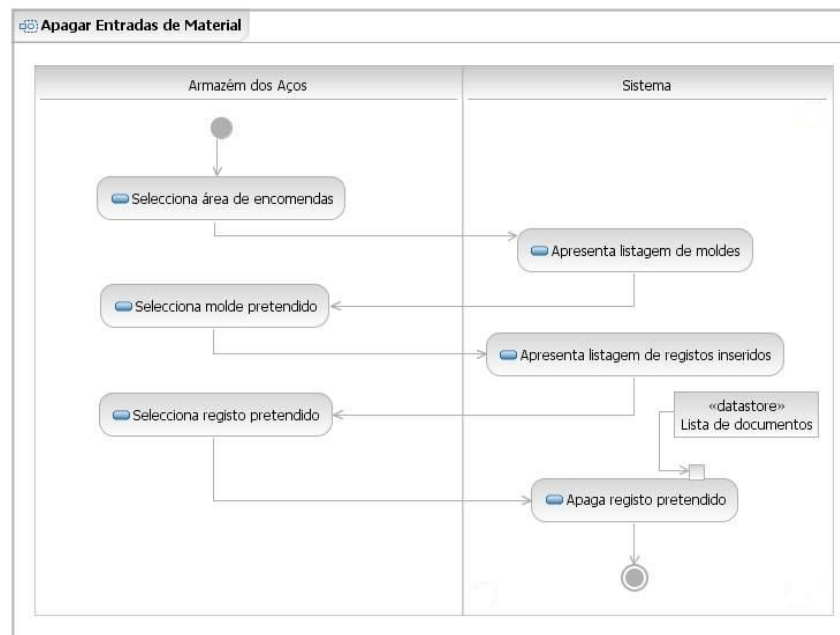 Apagar Entradas de Material
Armazém dos Aços
Sistema
Selecciona área de encomendas
Apresenta listagem de moldes
Selecciona molde pretendido
Apresenta listagem de registos inseridos
Selecciona registo pretendido
«datastore»
Lista de documentos
Apaga registo pretendido